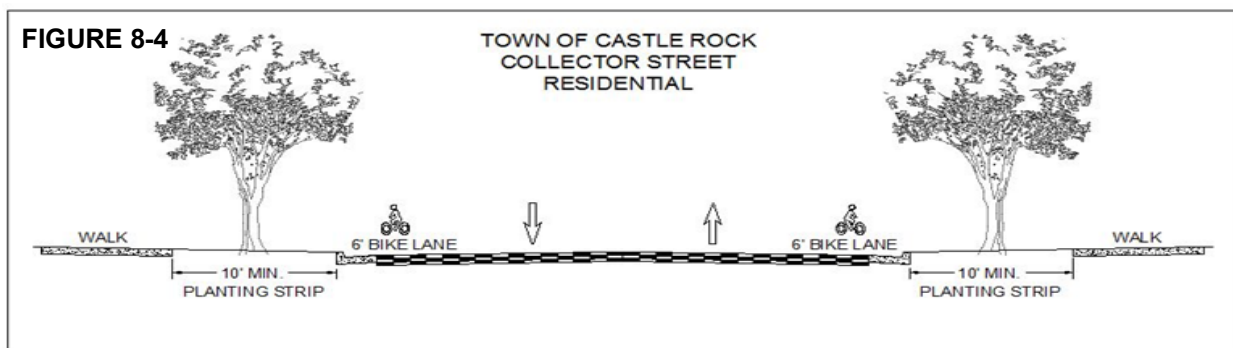 FIGURE 8-4
TOWN OF CASTLE ROCK
COLLECTOR STREET
RESIDENTIAL
WALK
6' BIKE LANE
6' BIKE LANE
WALK
10' MIN.
PLANTING STRIP
10' MIN.
PLANTING STRIP